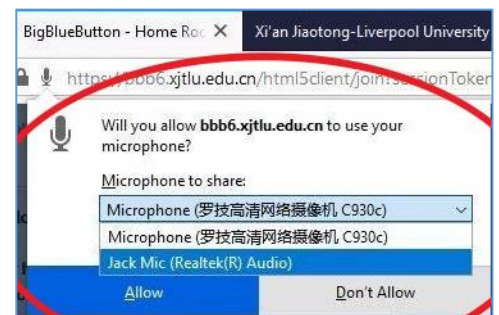 BigBlueButton - Home Ro
Xi'an Jiaotong-Liverpool University
bbb6.xjtlu.edu.cn/html5client/join?sessionToken
Will you allow bbb6.xjtlu.edu.cn to use your
microphone?
Microphone to share:
Microphone (罗技高清网络摄像机 C930c)
Microphone (罗技高清网络摄像机 C930c)
Jack Mic (Realtek(R) Audio)
Allow
Don't Allow